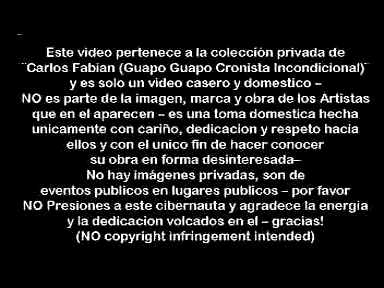 Este video pertenece a la colección privada de
¨Carlos Fabian (Guapo Guapo Cronista Incondicional)¨
y es solo un video casero y domestico –
NO es parte de la imagen, marca y obra de los Artistas
que en el aparecen – es una toma domestica hecha
unicamente con cariño, dedicacion y respeto hacia
ellos y con el unico fin de hacer conocer
su obra en forma desinteresada–
No hay imágenes privadas, son de
eventos publicos en lugares publicos – por favor
NO Presiones a este cibernauta y agradece la energia
y la dedicacion volcados en el – gracias!
(NO copyright infringement intended)